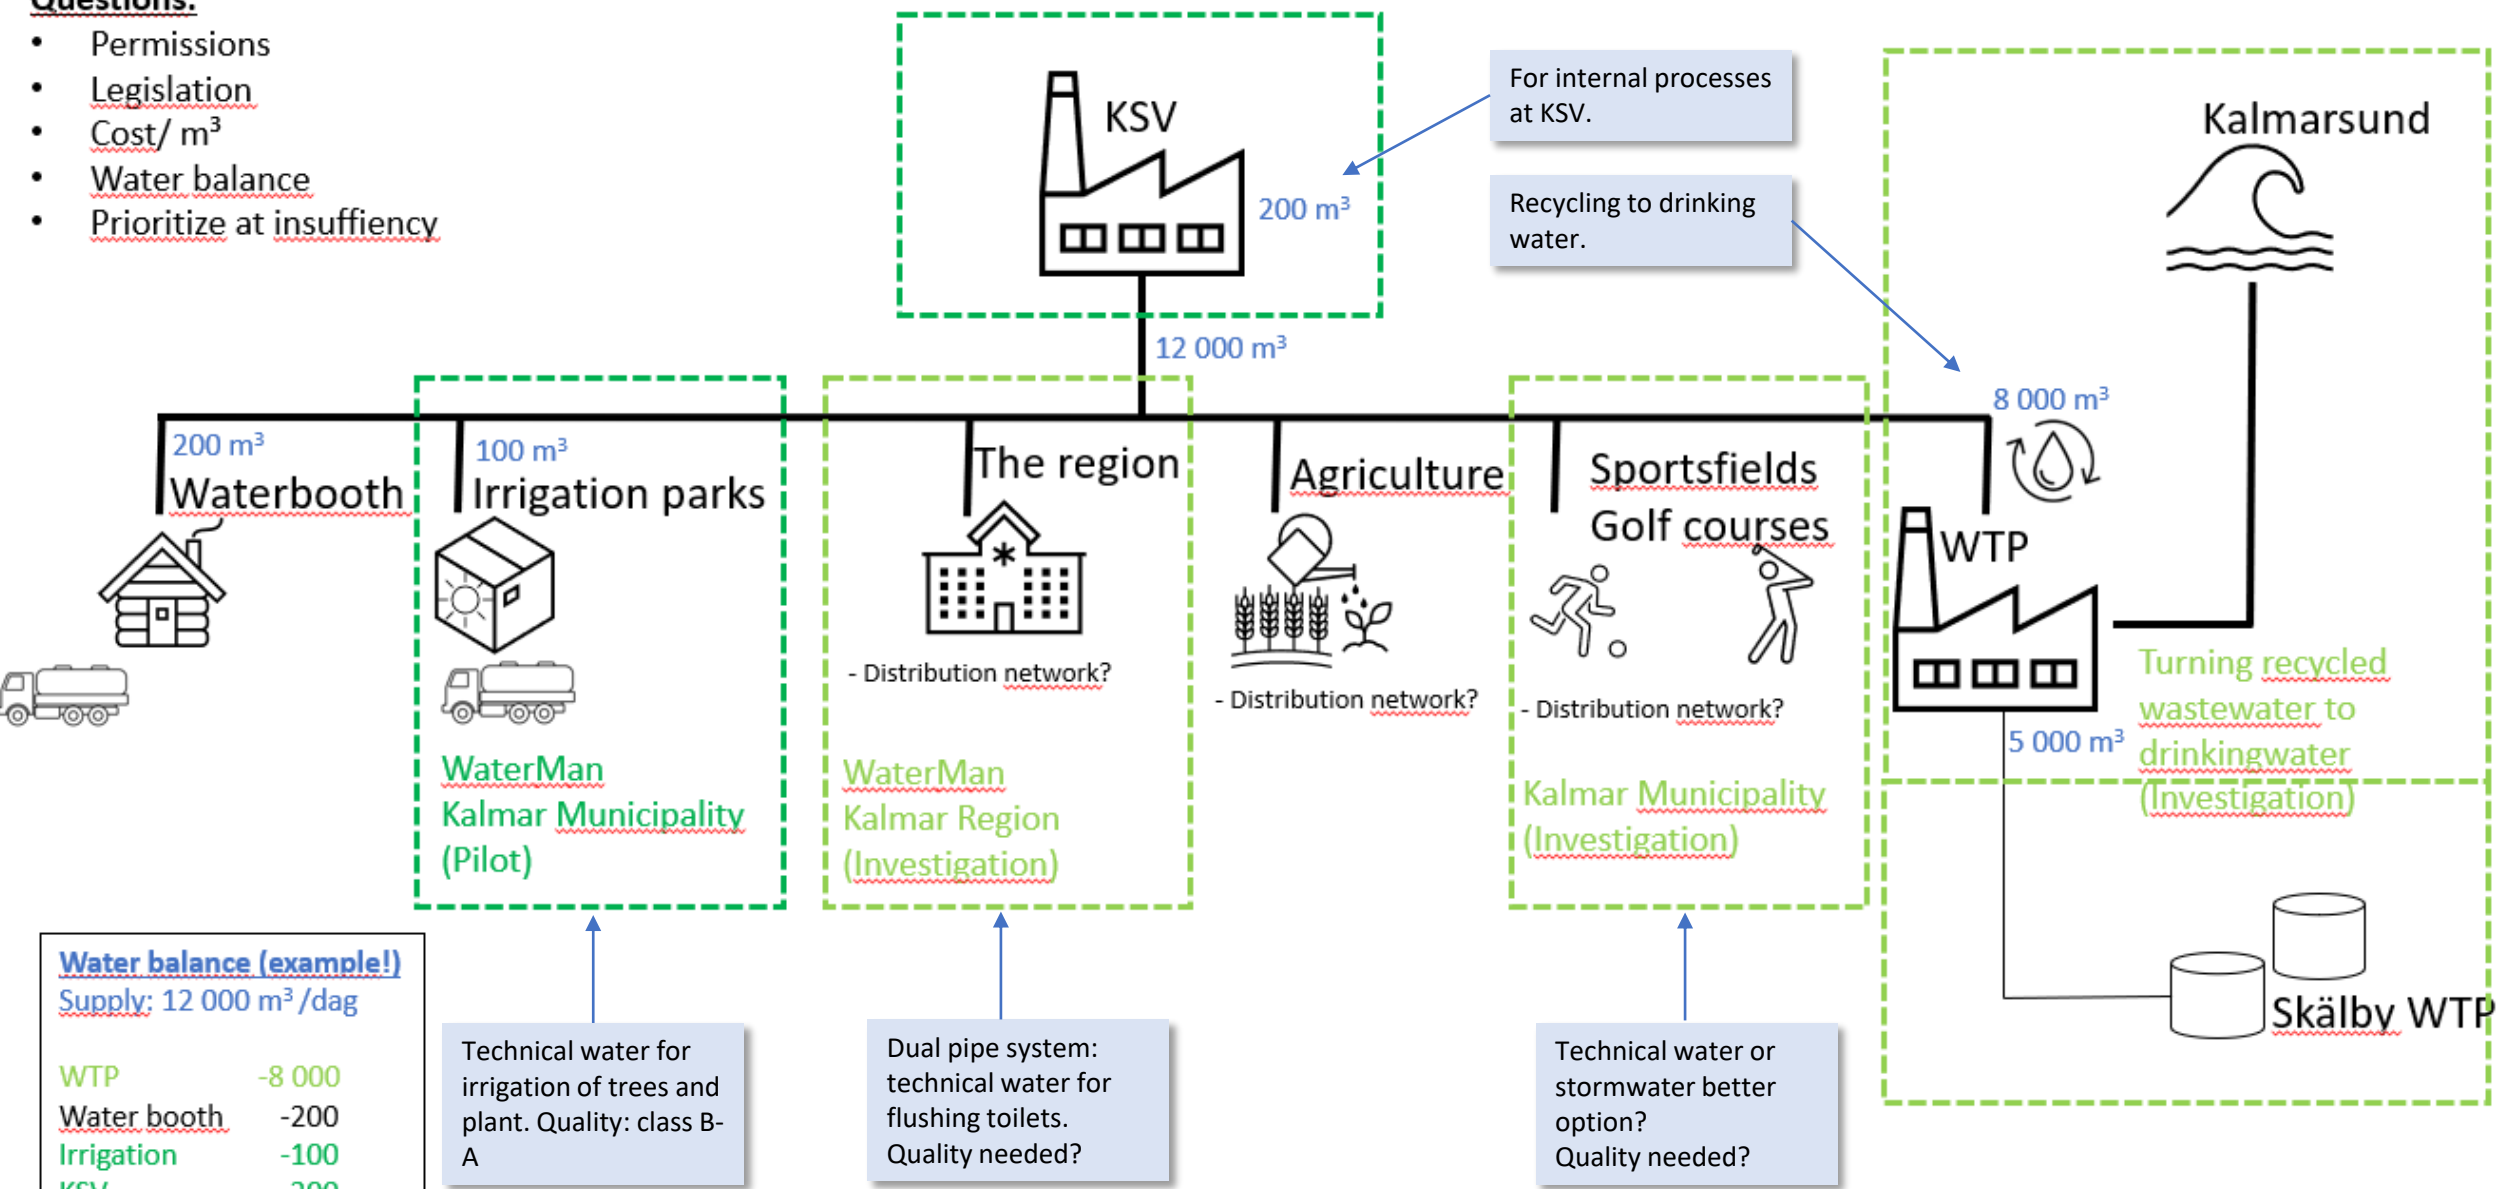 Questions:
• Permissions
• Legislation
• Cost/ m³
• Water balance
• Prioritize at insuffiency
KSV
200 m³
For internal processes
at KSV.
Recycling to drinking
water.
Kalmarsund
12 000 m³
8 000 m³
200 m³
Waterbooth
100 m³
Irrigation parks
The region
Agriculture
Sportsfields
Golf courses
WTP
- Distribution network?
- Distribution network?
- Distribution network?
Turning recycled
wastewater to
drinkingwater
(Investigation)
5 000 m³
WaterMan
Kalmar Municipality
(Pilot)
WaterMan
Kalmar Region
(Investigation)
Kalmar Municipality
(Investigation)
Skälby WTP
Water balance (example!)
Supply: 12 000 m³ /dag
WTP -8 000
Water booth -200
Irrigation -100
KSV -200
Technical water for
irrigation of trees and
plant. Quality: class B-
A
Dual pipe system:
technical water for
flushing toilets.
Quality needed?
Technical water or
stormwater better
option?
Quality needed?